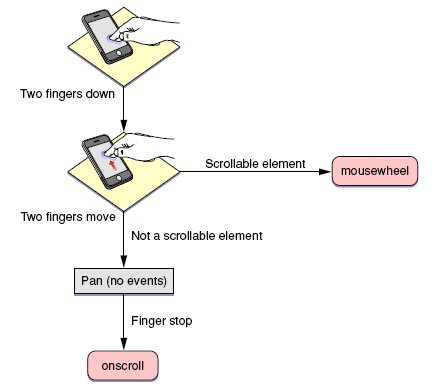 Two fingers down
Scrollable element
mousewheel
Two fingers move
Not a scrollable element
Pan (no events)
Finger stop
onscroll